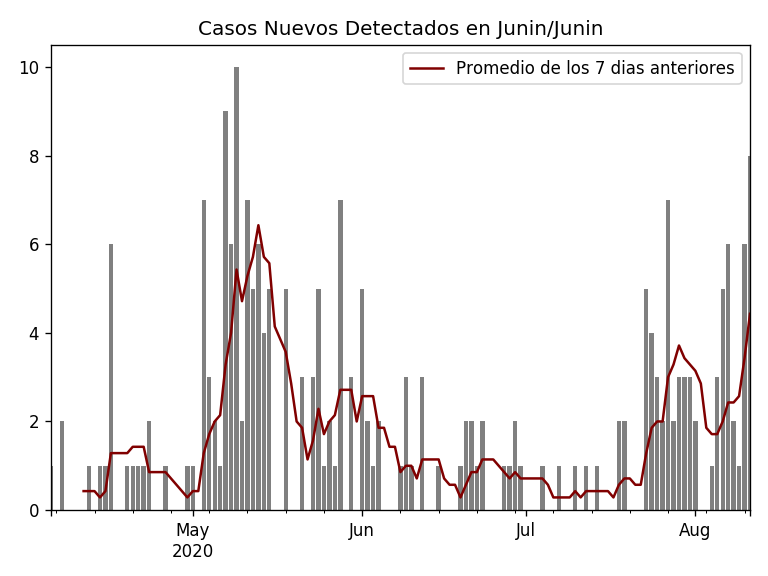 Casos Nuevos Detectados en Junin/Junin
Promedio de los 7 dias anteriores
10
8
6
4
2
0
May
2020
Jun
Jul
Aug